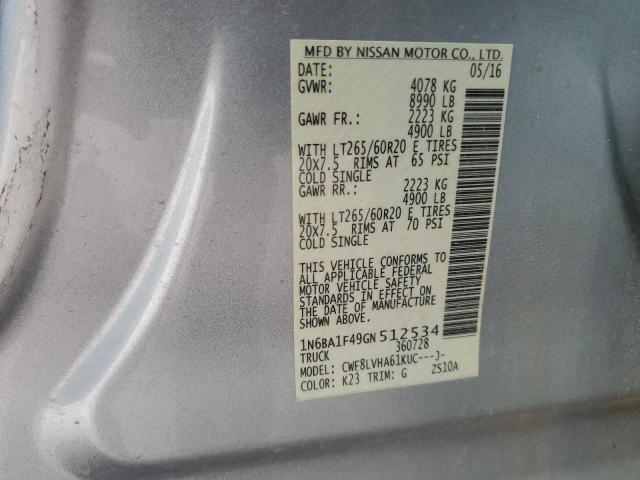 MFD BY NISSAN MOTOR CO., LTD.
DATE: 05/16
GVWR: 4078 KG
8990 LB
GAWR FR.: 2223 KG
4900 LB
WITH LT265/60R20 E TIRES
20X7.5 RIMS AT 65 PSI
COLD SINGLE
GAWR RR.: 2223 KG
4900 LB
WITH LT265/60R20 E TIRES
20X7.5 RIMS AT 70 PSI
COLD SINGLE
THIS VEHICLE CONFORMS TO
ALL APPLICABLE FEDERAL
MOTOR VEHICLE SAFETY
STANDARDS IN EFFECT ON
THE DATE OF MANUFACTURE
SHOWN ABOVE.
1N6BA1F49GN512534
TRUCK 360728
MODEL: CWF8LVHA61KUC---J-
COLOR: K23 TRIM: G ZS10A